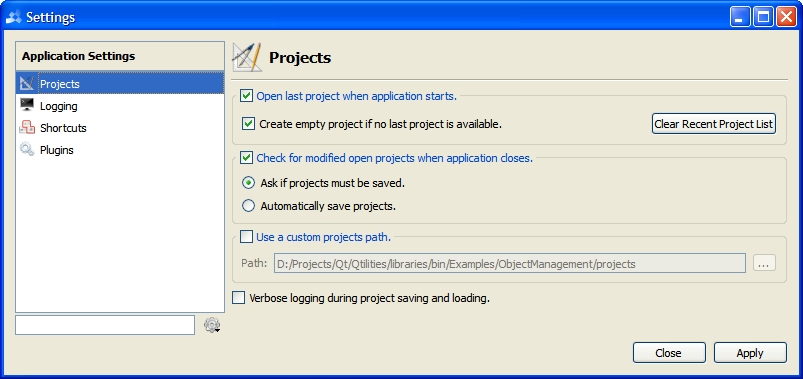 Settings
Application Settings
Projects
Logging
Shortcuts
Plugins
Projects
Open last project when application starts.
Create empty project if no last project is available.
Clear Recent Project List
Check for modified open projects when application closes.
Ask if projects must be saved.
Automatically save projects.
Use a custom projects path.
Path: D:/Projects/Qt/Qtilities/libraries/bin/Examples/ObjectManagement/projects ...
Verbose logging during project saving and loading.
Close Apply